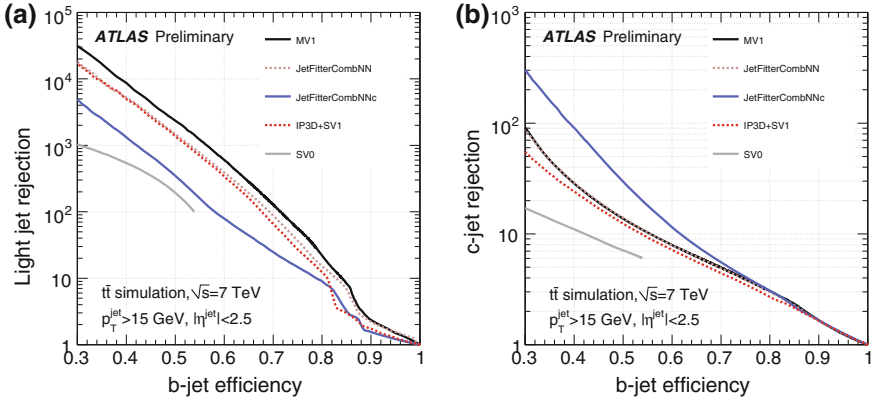 (a)
ATLAS Preliminary
MV1
JetFitterCombNN
JetFitterCombNNc
IP3D+SV1
SV0
Light jet rejection
10^5
10^4
10^3
10^2
10
1
tt̄ simulation, √s=7 TeV
p_T^jet>15 GeV, |η^jet|<2.5
0.3 0.4 0.5 0.6 0.7 0.8 0.9 1
b-jet efficiency
(b)
ATLAS Preliminary
MV1
JetFitterCombNN
JetFitterCombNNc
IP3D+SV1
SV0
c-jet rejection
10^3
10^2
10
1
tt̄ simulation, √s=7 TeV
p_T^jet>15 GeV, |η^jet|<2.5
0.3 0.4 0.5 0.6 0.7 0.8 0.9 1
b-jet efficiency